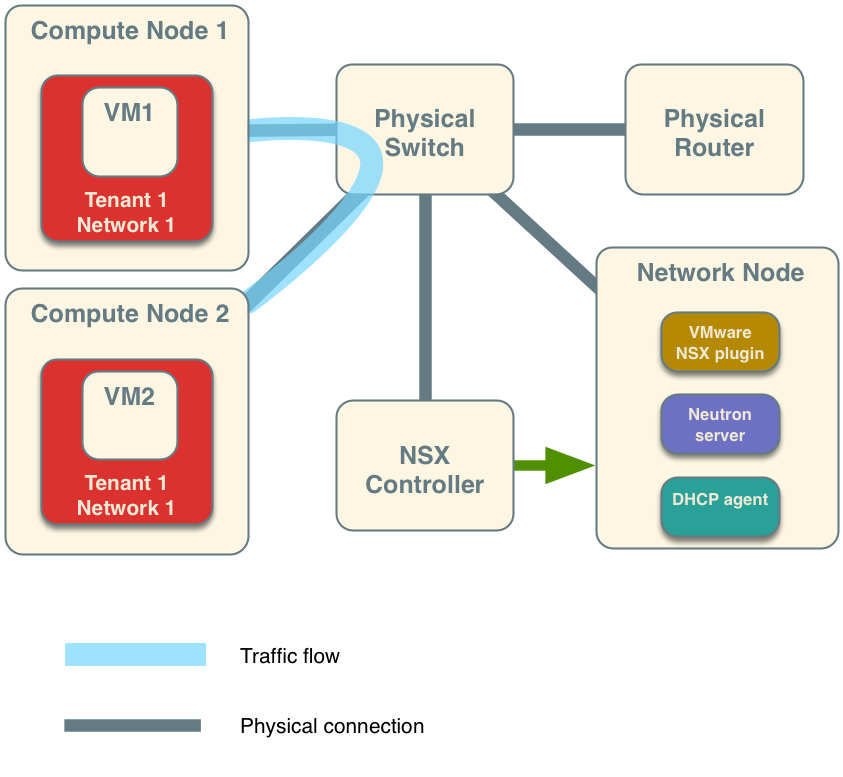 Compute Node 1
VM1
Tenant 1
Network 1
Physical
Switch
Physical
Router
Compute Node 2
VM2
Tenant 1
Network 1
NSX
Controller
Network Node
VMware
NSX plugin
Neutron
server
DHCP agent
Traffic flow
Physical connection